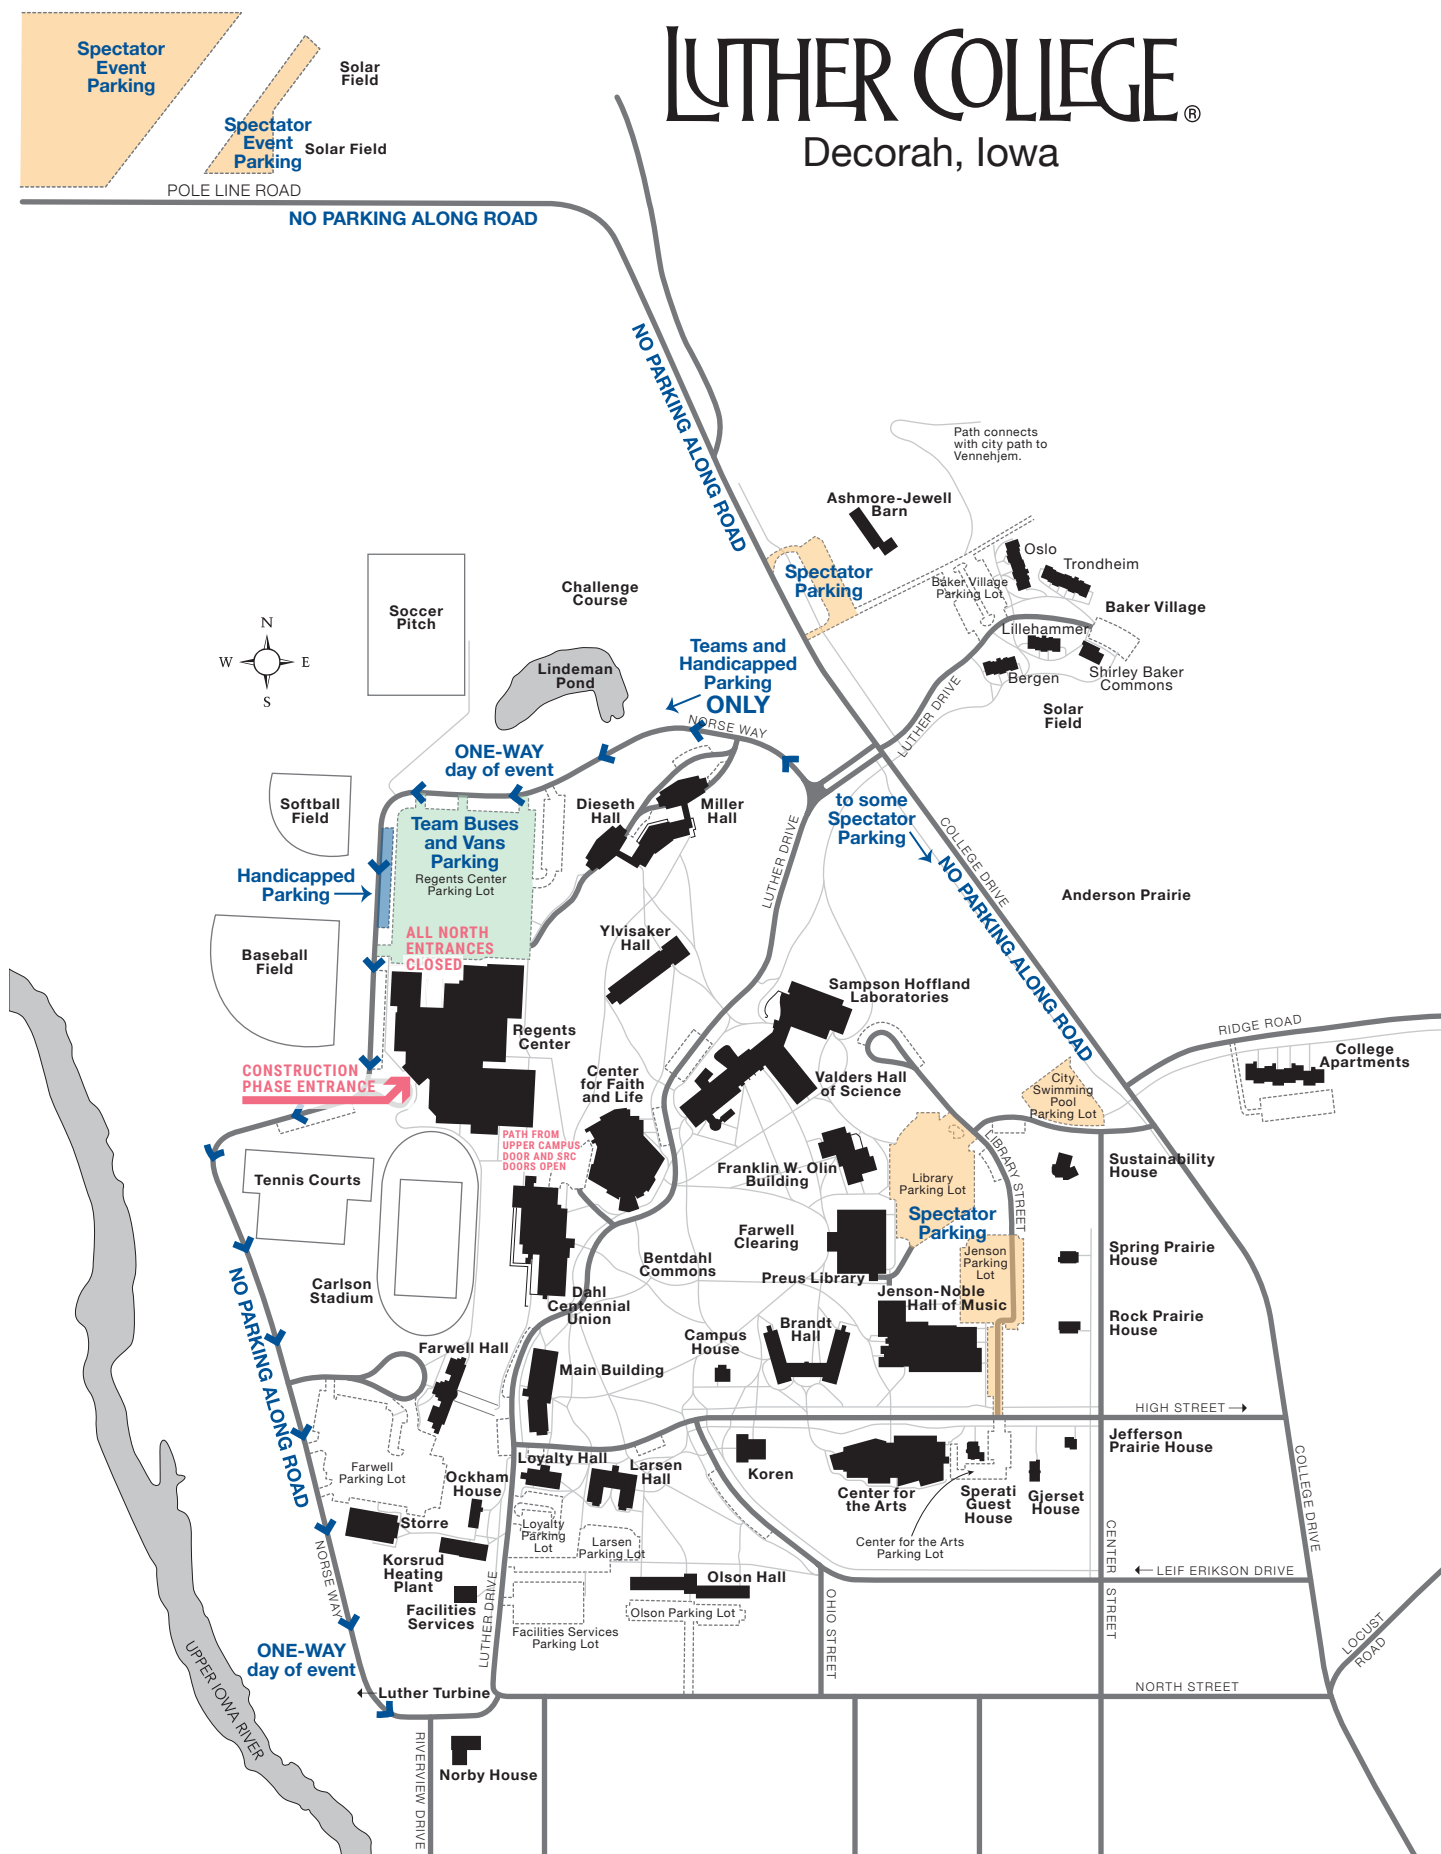 LUTHER COLLEGE®
Decorah, Iowa
Spectator
Event
Parking
Solar
Field
Spectator
Event
Parking
Solar Field
POLE LINE ROAD
NO PARKING ALONG ROAD
NO PARKING ALONG ROAD
Path connects
with city path to
Vennehjem.
Ashmore-Jewell
Barn
Oslo
Trondheim
Spectator
Parking
Baker Village
Parking Lot
Baker Village
Lillehammer
Bergen
Shirley Baker
Commons
Solar
Field
LUTHER DRIVE
Challenge
Course
Soccer
Pitch
N
W
E
S
Lindeman
Pond
Teams and
Handicapped
Parking
ONLY
NORSE WAY
ONE-WAY
day of event
to some
Spectator
Parking
Softball
Field
Dieseth
Hall
Miller
Hall
Team Buses
and Vans
Parking
Regents Center
Parking Lot
Handicapped
Parking
LUTHER DRIVE
COLLEGE DRIVE
NO PARKING ALONG ROAD
Anderson Prairie
ALL NORTH
ENTRANCES
CLOSED
Baseball
Field
Ylvisaker
Hall
Sampson Hoffland
Laboratories
Regents
Center
RIDGE ROAD
College
Apartments
CONSTRUCTION
PHASE ENTRANCE
Center
for Faith
and Life
Valders Hall
of Science
City
Swimming
Pool
Parking Lot
PATH FROM
UPPER CAMPUS
DOOR AND SRC
DOORS OPEN
Franklin W. Olin
Building
Library
Parking Lot
LIBRARY STREET
Sustainability
House
Tennis Courts
Spectator
Parking
Farwell
Clearing
Bentdahl
Commons
Preus Library
Jenson
Parking
Lot
Spring Prairie
House
Carlson
Stadium
Dahl
Centennial
Union
Jenson-Noble
Hall of Music
Rock Prairie
House
NO PARKING ALONG ROAD
Farwell Hall
Campus
House
Brandt
Hall
Main Building
HIGH STREET
Jefferson
Prairie House
Farwell
Parking Lot
Ockham
House
Loyalty Hall
Larsen
Hall
Koren
Center for
the Arts
Sperati
Guest
House
Gjerset
House
COLLEGE DRIVE
Storre
Loyalty
Parking
Lot
Larsen
Parking Lot
Center for the Arts
Parking Lot
CENTER STREET
LEIF ERIKSON DRIVE
Korsrud
Heating
Plant
NORSE WAY
Olson Hall
Facilities
Services
LUTHER DRIVE
Olson Parking Lot
Facilities Services
Parking Lot
OHIO STREET
LOCUST
ROAD
ONE-WAY
day of event
UPPER IOWA RIVER
Luther Turbine
NORTH STREET
RIVERVIEW DRIVE
Norby House